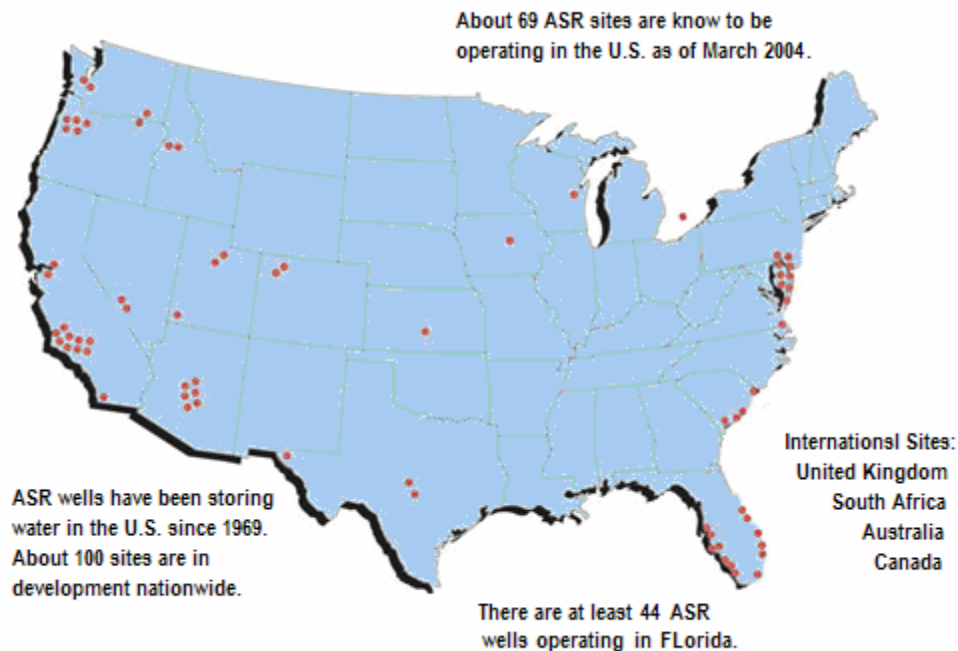 About 69 ASR sites are know to be
operating in the U.S. as of March 2004.
Internationsl Sites:
United Kingdom
South Africa
Australia
Canada
ASR wells have been storing
water in the U.S. since 1969.
About 100 sites are in
development nationwide.
There are at least 44 ASR
wells operating in FLorida.